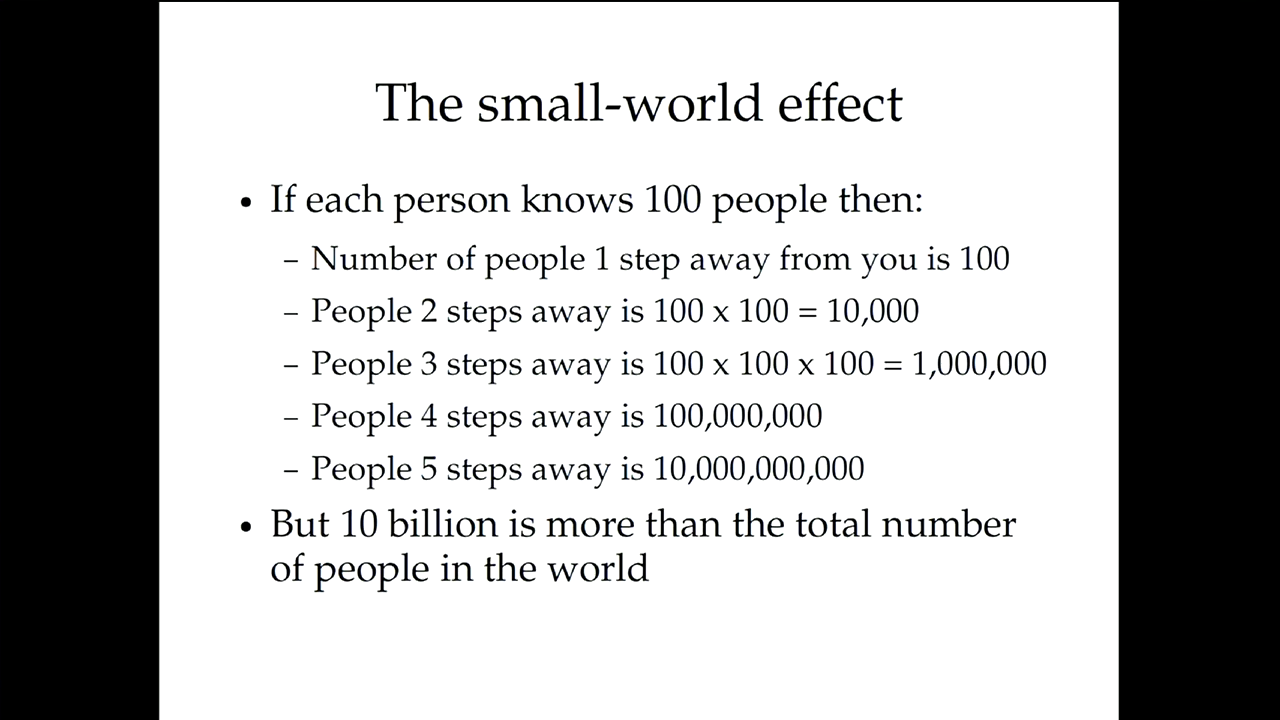 The small-world effect
• If each person knows 100 people then:
– Number of people 1 step away from you is 100
– People 2 steps away is 100 x 100 = 10,000
– People 3 steps away is 100 x 100 x 100 = 1,000,000
– People 4 steps away is 100,000,000
– People 5 steps away is 10,000,000,000
• But 10 billion is more than the total number
of people in the world